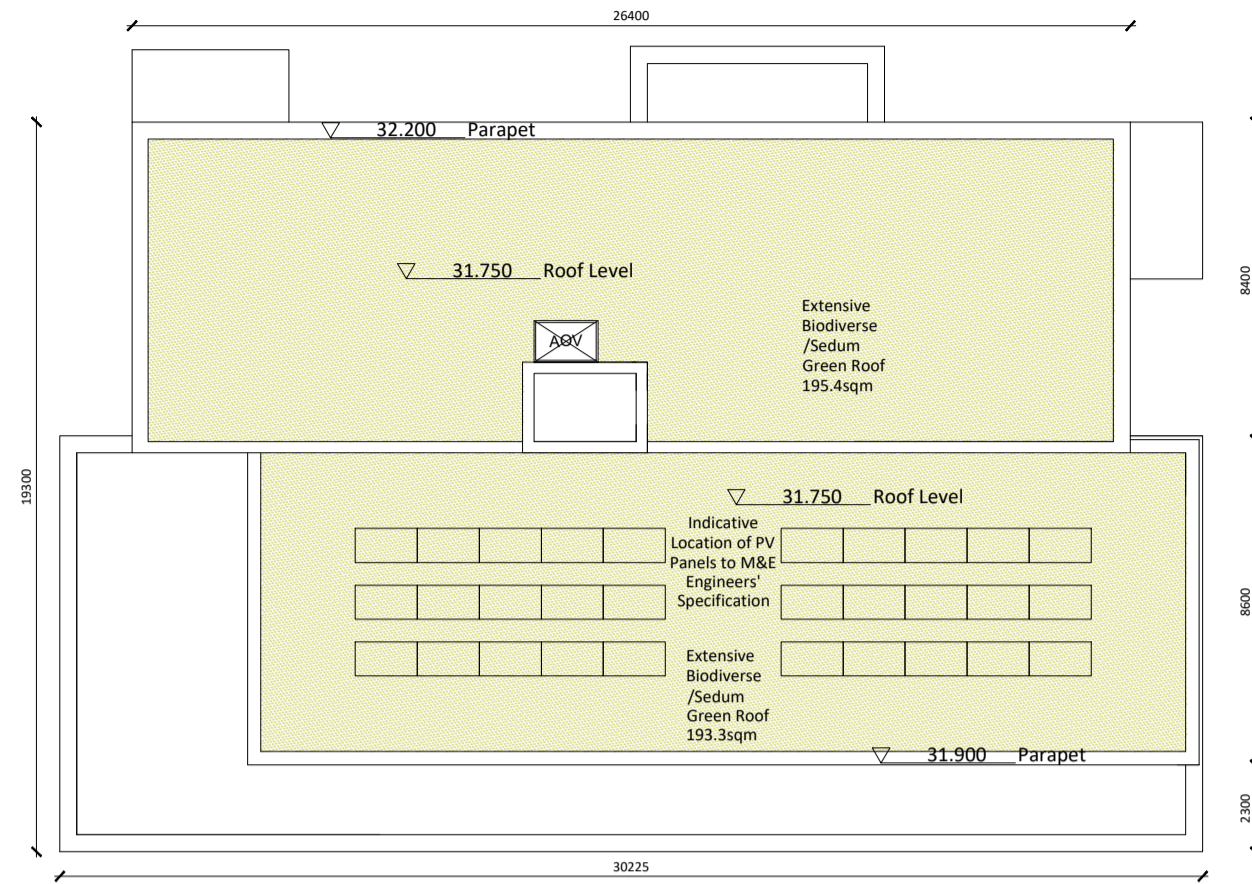 26400
32.200 Parapet
31.750 Roof Level
8400
Extensive
Biodiverse
/Sedum
Green Roof
195.4sqm
AOV
19300
31.750 Roof Level
Indicative
Location of PV
Panels to M&E
Engineers'
Specification
8600
Extensive
Biodiverse
/Sedum
Green Roof
193.3sqm
31.900 Parapet
2300
30225